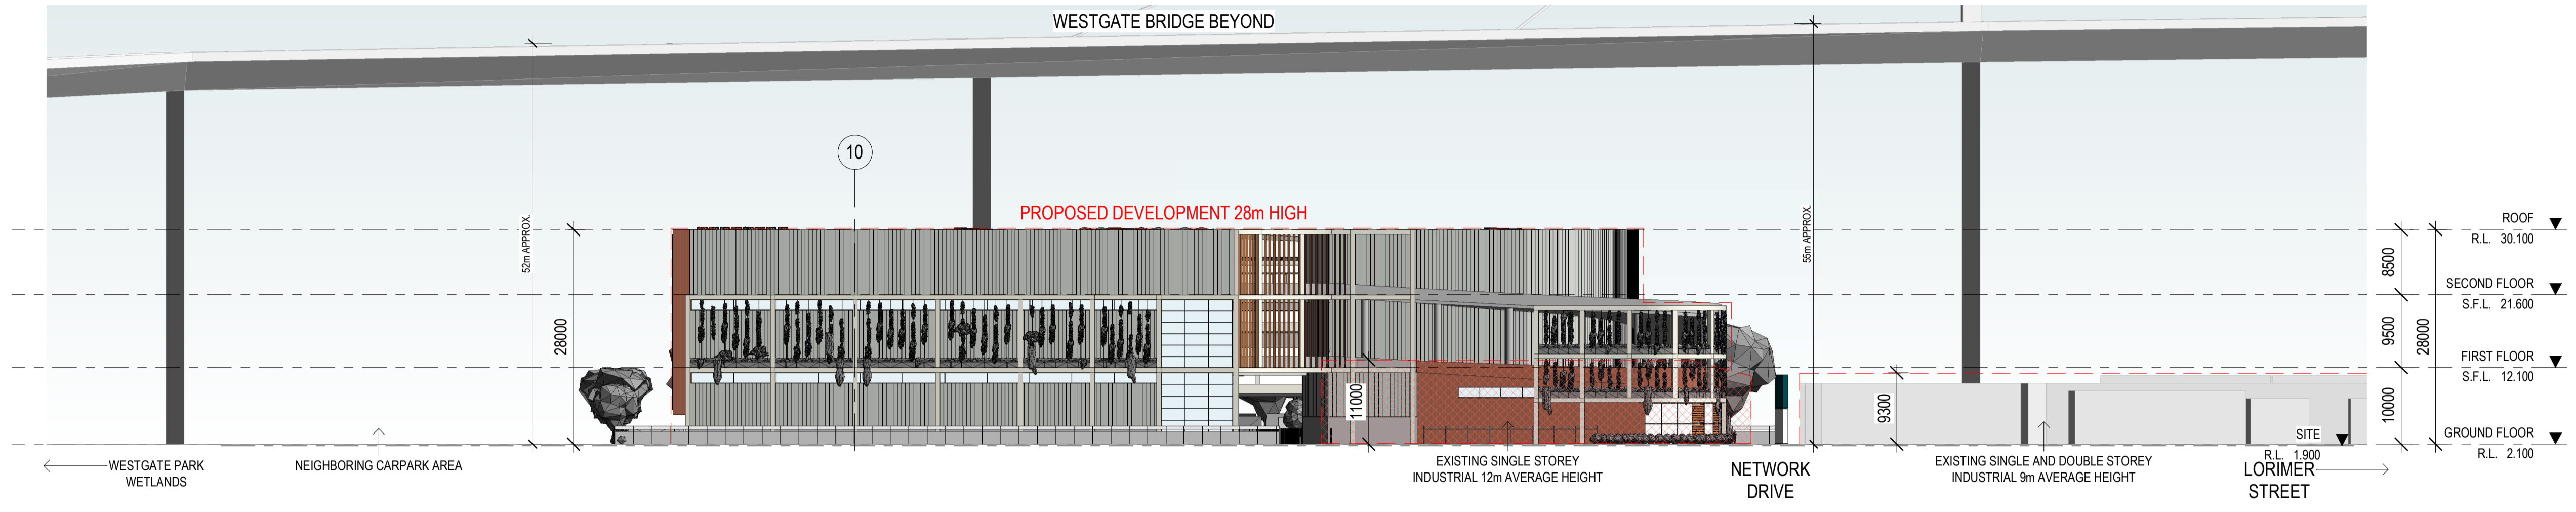 WESTGATE BRIDGE BEYOND
10
PROPOSED DEVELOPMENT 28m HIGH
52m APPROX.
55m APPROX.
28000
11000
9300
ROOF
R.L. 30.100
8500
SECOND FLOOR
S.F.L. 21.600
9500
28000
FIRST FLOOR
S.F.L. 12.100
10000
GROUND FLOOR
R.L. 2.100
SITE
R.L. 1.900
WESTGATE PARK
WETLANDS
NEIGHBORING CARPARK AREA
EXISTING SINGLE STOREY
INDUSTRIAL 12m AVERAGE HEIGHT
NETWORK
DRIVE
EXISTING SINGLE AND DOUBLE STOREY
INDUSTRIAL 9m AVERAGE HEIGHT
LORIMER
STREET